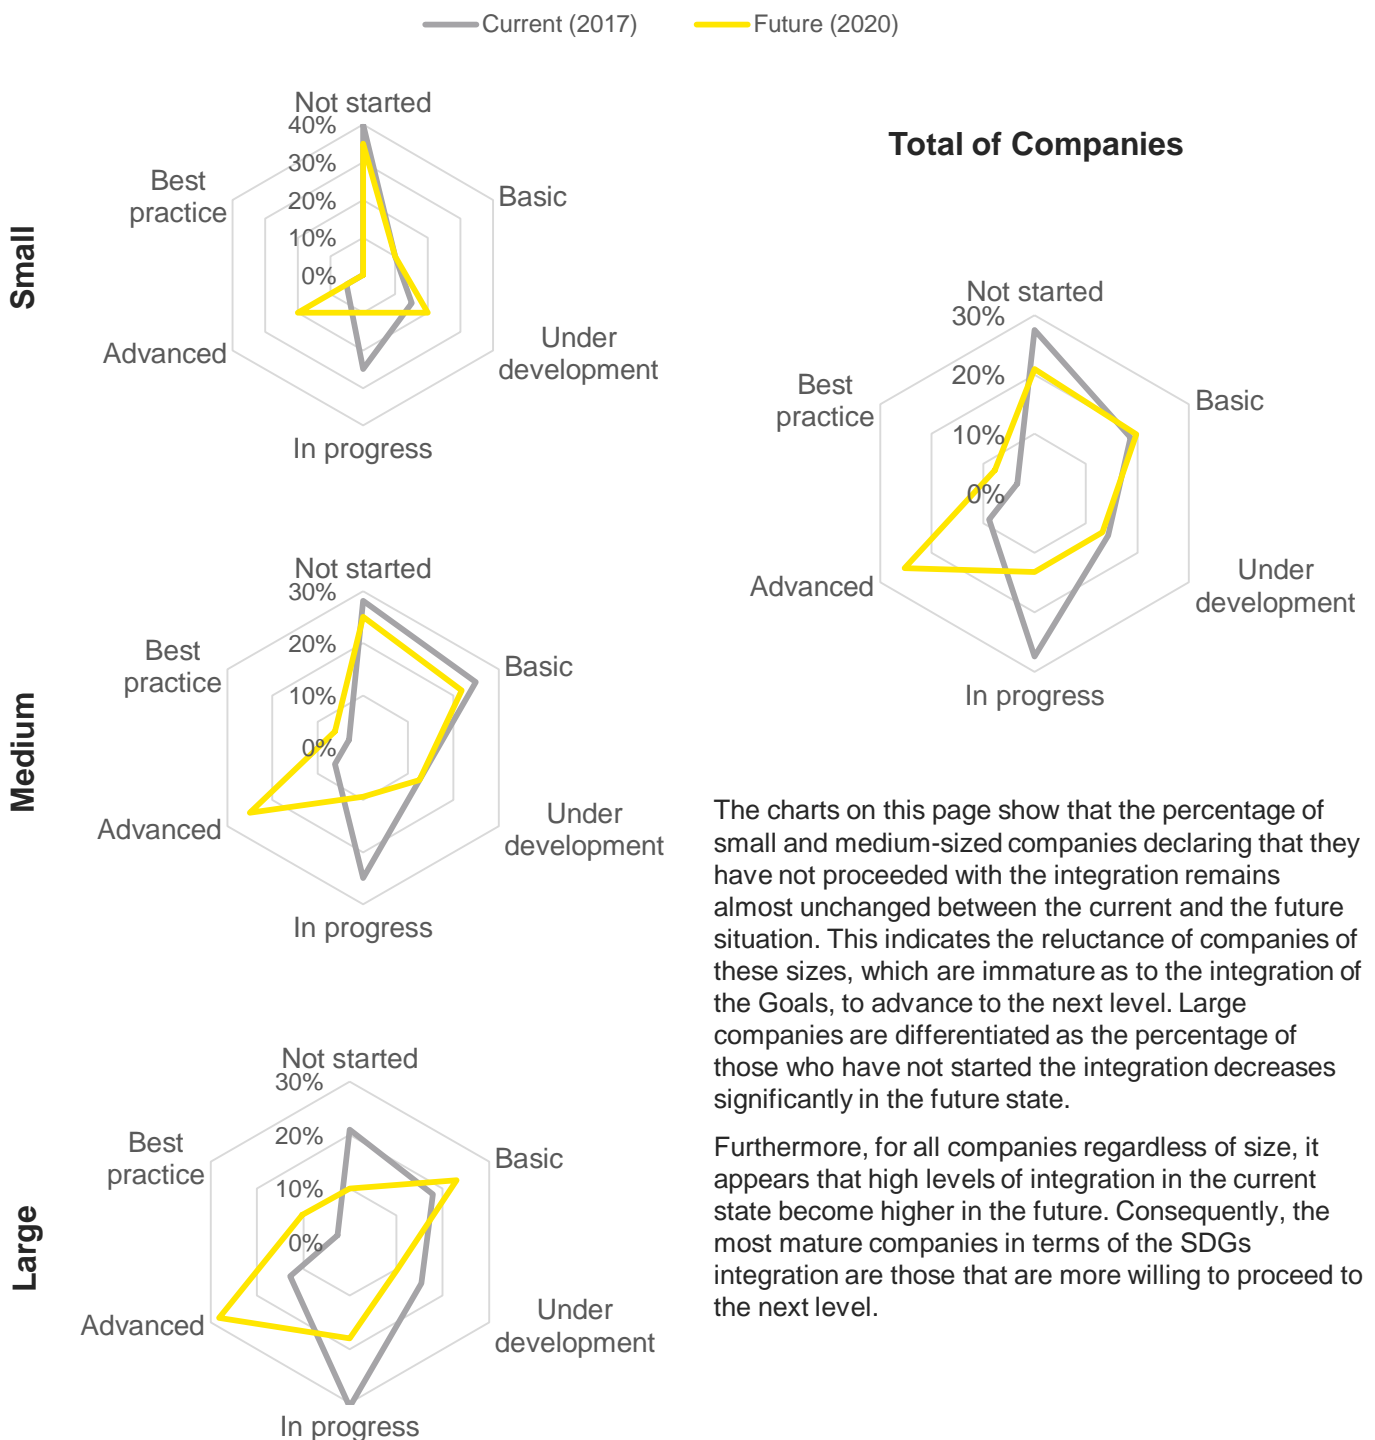 Current (2017) Future (2020)
Small
Not started
40%
30%
20%
10%
0%
Basic
Under
development
In progress
Advanced
Best
practice
Medium
Not started
30%
20%
10%
0%
Basic
Under
development
In progress
Advanced
Best
practice
Large
Not started
30%
20%
10%
0%
Basic
Under
development
In progress
Advanced
Best
practice
Total of Companies
Not started
30%
20%
10%
0%
Basic
Under
development
In progress
Advanced
Best
practice
The charts on this page show that the percentage of
small and medium-sized companies declaring that they
have not proceeded with the integration remains
almost unchanged between the current and the future
situation. This indicates the reluctance of companies of
these sizes, which are immature as to the integration of
the Goals, to advance to the next level. Large
companies are differentiated as the percentage of
those who have not started the integration decreases
significantly in the future state.
Furthermore, for all companies regardless of size, it
appears that high levels of integration in the current
state become higher in the future. Consequently, the
most mature companies in terms of the SDGs
integration are those that are more willing to proceed to
the next level.